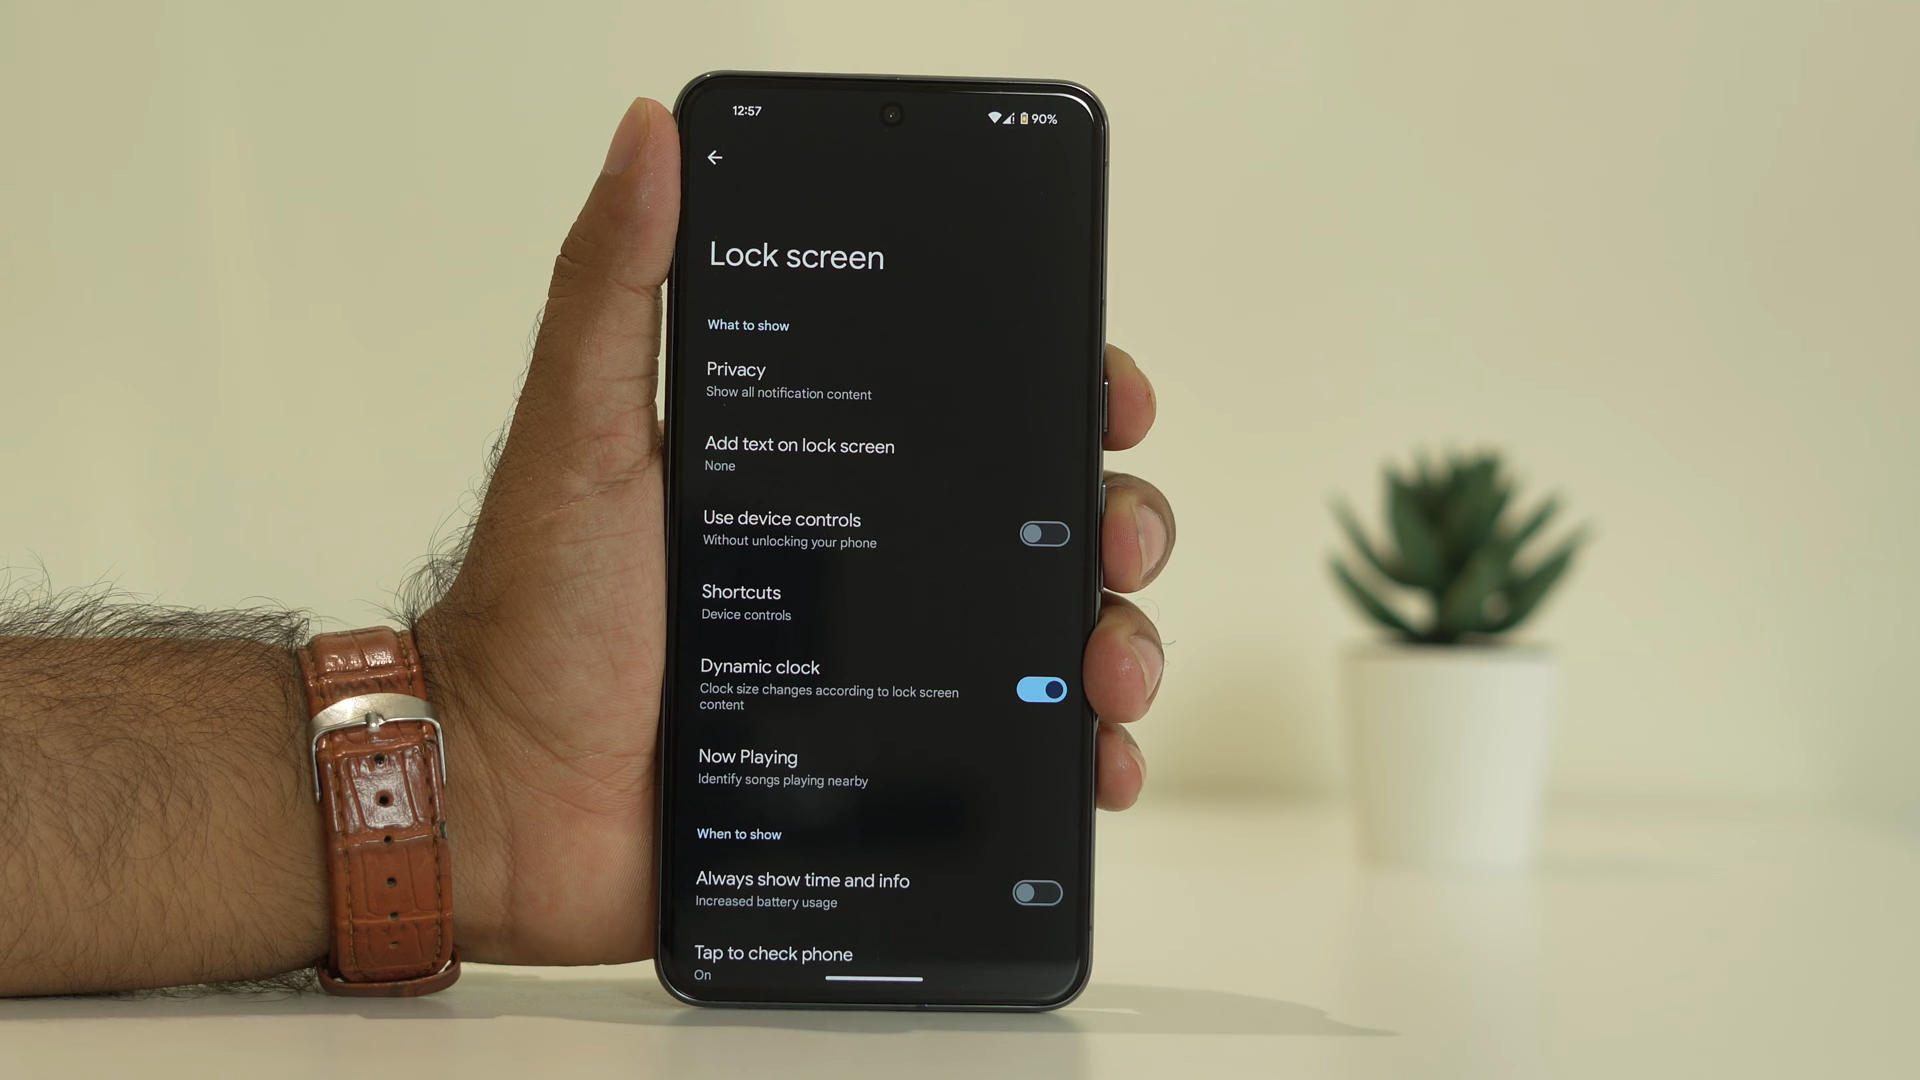 12:57
90%
Lock screen
What to show
Privacy
Show all notification content
Add text on lock screen
None
Use device controls
Without unlocking your phone
Shortcuts
Device controls
Dynamic clock
Clock size changes according to lock screen
content
Now Playing
Identify songs playing nearby
When to show
Always show time and info
Increased battery usage
Tap to check phone
On